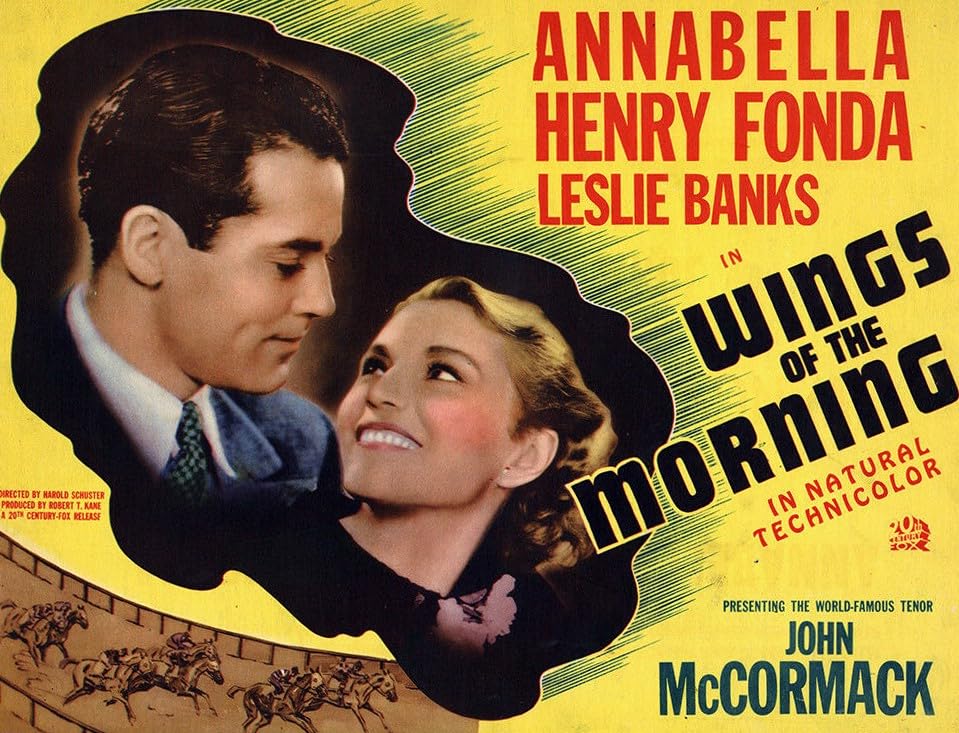 ANNABELLA
HENRY FONDA
LESLIE BANKS
IN
WINGS
OF THE
MORNING
IN NATURAL
TECHNICOLOR
DIRECTED BY HAROLD SCHUSTER
PRODUCED BY ROBERT T. KANE
A 20TH CENTURY-FOX RELEASE
20TH
CENTURY
FOX
PRESENTING THE WORLD-FAMOUS TENOR
JOHN
McCORMACK